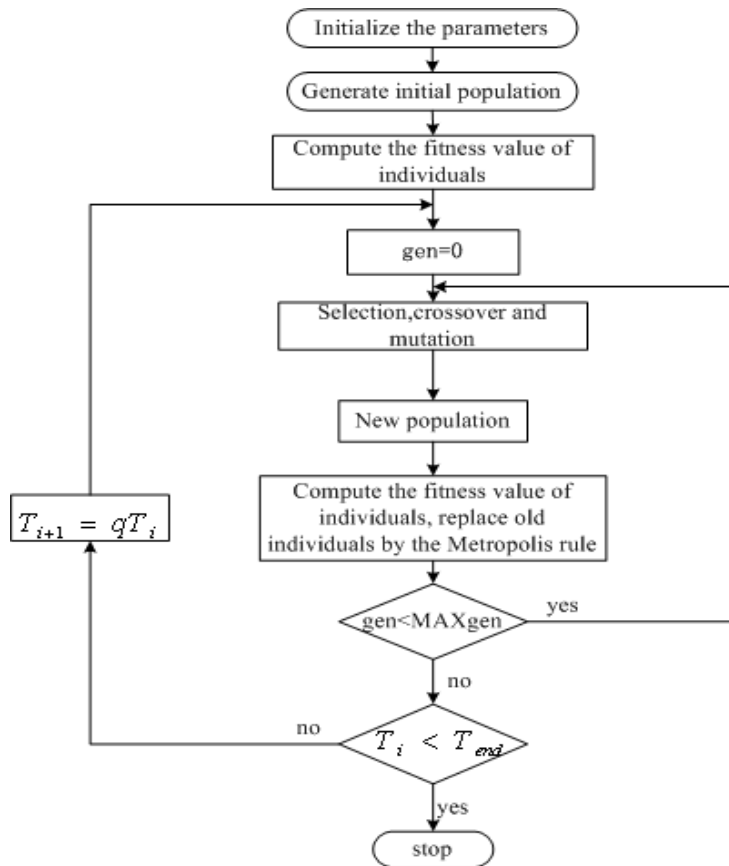 Initialize the parameters
Generate initial population
Compute the fitness value of
individuals
gen=0
Selection,crossover and
mutation
New population
T_{i+1} = qT_i
Compute the fitness value of
individuals, replace old
individuals by the Metropolis rule
gen<MAXgen
yes
no
no
T_i < T_{end}
yes
stop